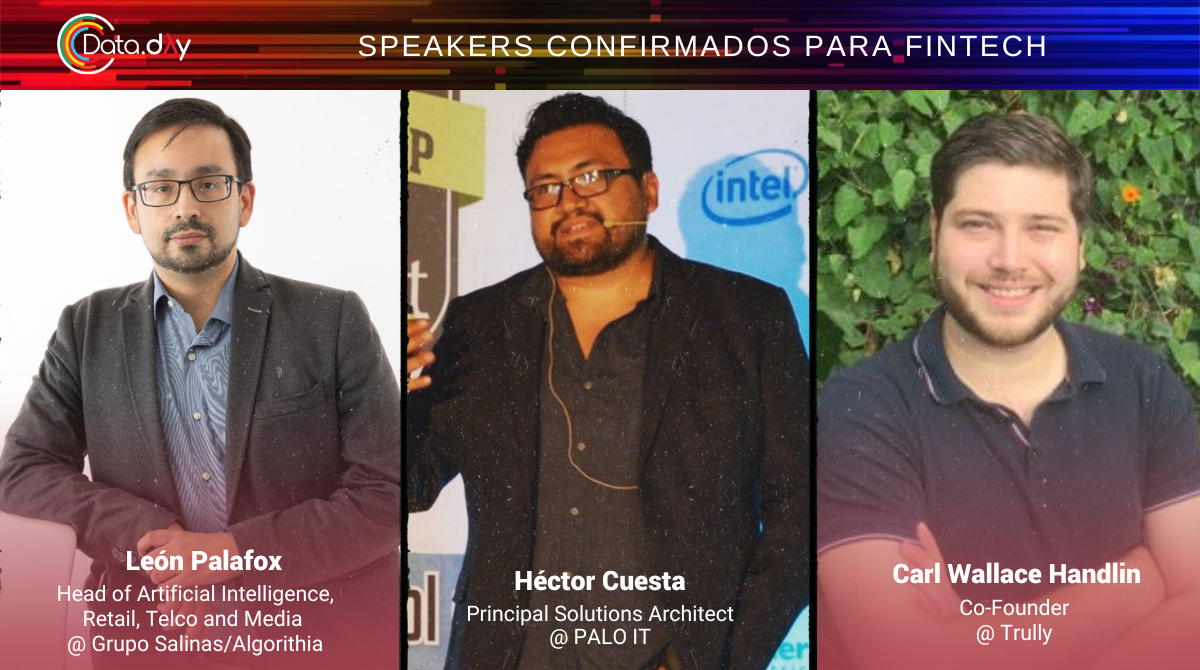 Data.dAy
SPEAKERS CONFIRMADOS PARA FINTECH
P
intel
t
León Palafox
Head of Artificial Intelligence,
Retail, Telco and Media
@ Grupo Salinas/Algorithia
Héctor Cuesta
Principal Solutions Architect
@ PALO IT
Carl Wallace Handlin
Co-Founder
@ Trully